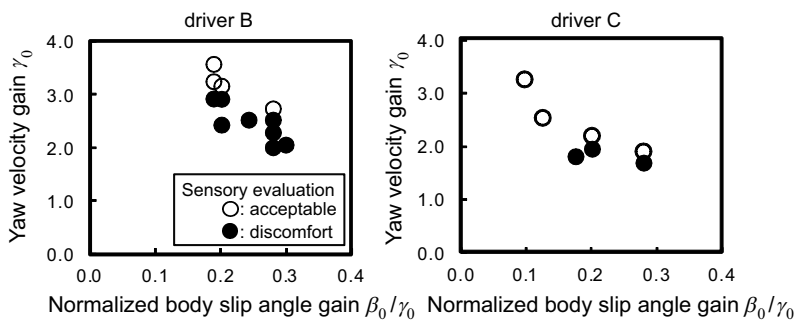 driver B
4.0
3.0
2.0
1.0
0.0
0.0 0.1 0.2 0.3 0.4
Yaw velocity gain γ₀
Sensory evaluation
○: acceptable
●: discomfort
Normalized body slip angle gain β₀/γ₀
driver C
4.0
3.0
2.0
1.0
0.0
0.0 0.1 0.2 0.3 0.4
Yaw velocity gain γ₀
Normalized body slip angle gain β₀/γ₀